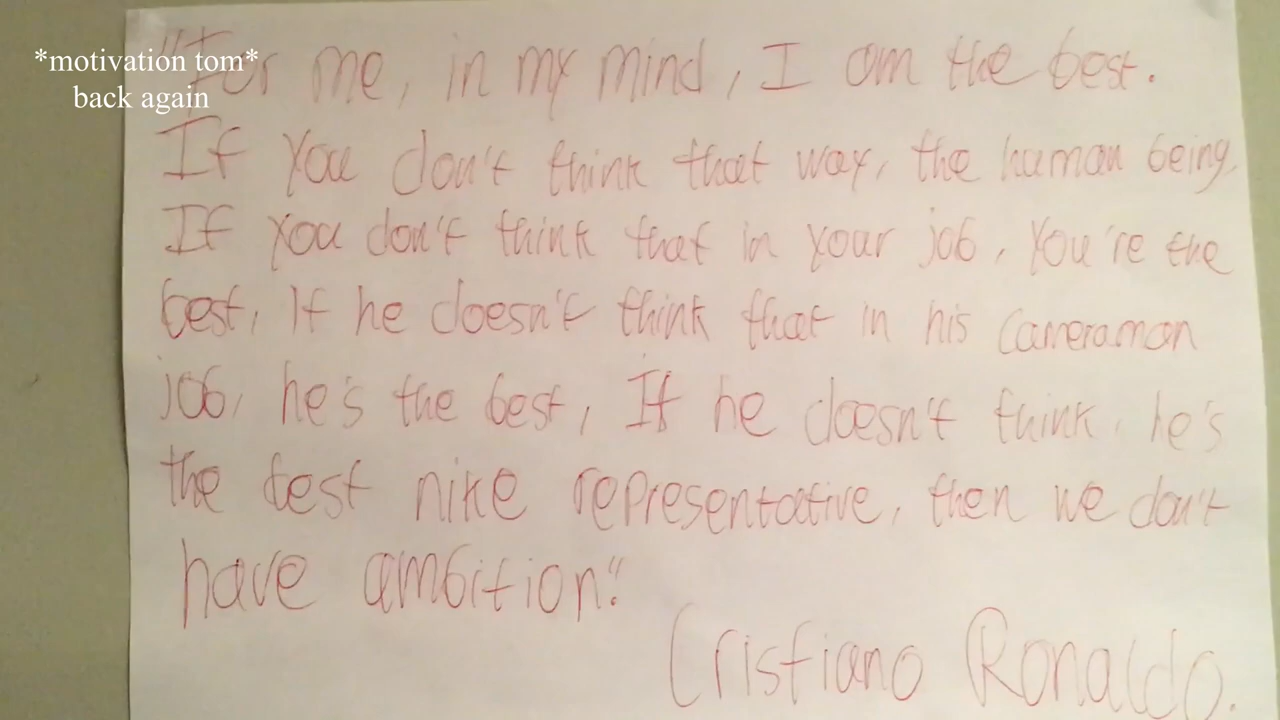 *motivation tom*
back again
"For me, in my mind, I am the best.
If you don't think that way, the human being.
If you don't think that in your job, you're the
best, If he doesn't think that in his cameraman
job, he's the best, If he doesn't think, he's
the best nike representative, then we don't
have ambition."
Cristiano Ronaldo.